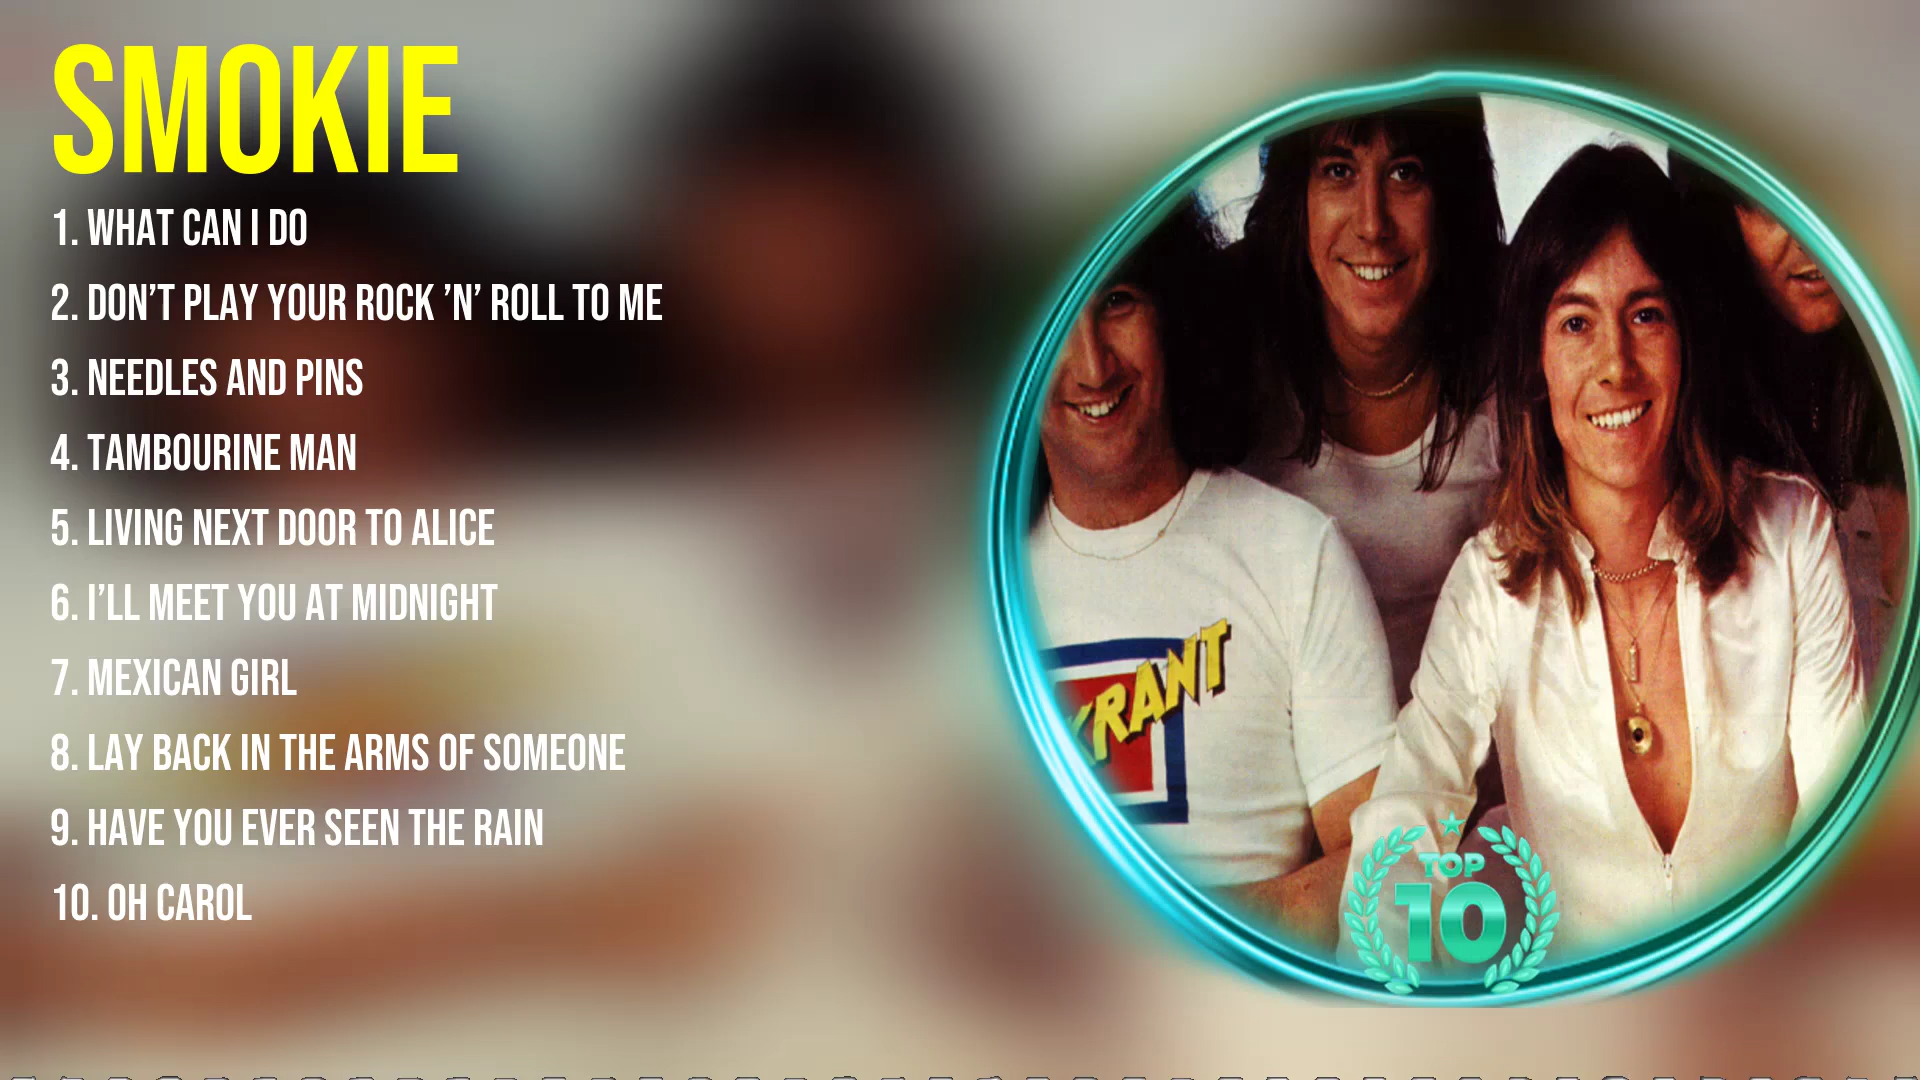 SMOKIE
1. WHAT CAN I DO
2. DON’T PLAY YOUR ROCK ’N’ ROLL TO ME
3. NEEDLES AND PINS
4. TAMBOURINE MAN
5. LIVING NEXT DOOR TO ALICE
6. I’LL MEET YOU AT MIDNIGHT
7. MEXICAN GIRL
8. LAY BACK IN THE ARMS OF SOMEONE
9. HAVE YOU EVER SEEN THE RAIN
10. OH CAROL
TOP
10